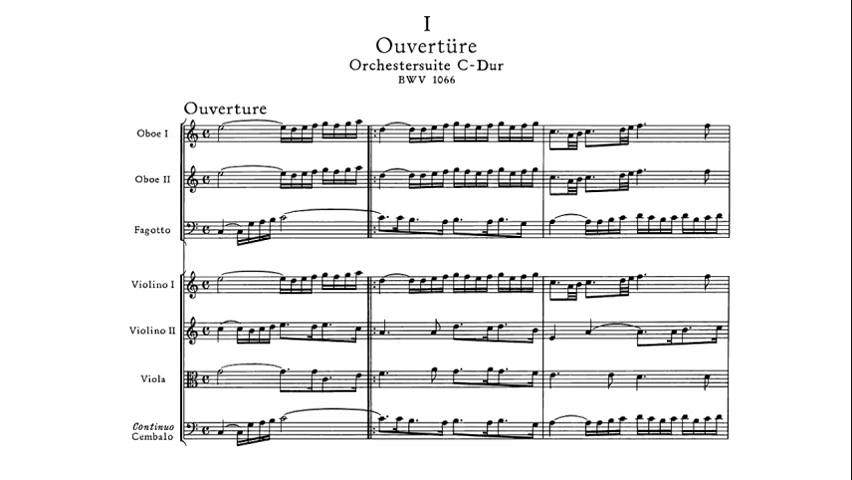 I
Ouvertüre
Orchestersuite C-Dur
BWV 1066
Ouverture
Oboe I
Oboe II
Fagotto
Violino I
Violino II
Viola
Continuo
Cembalo